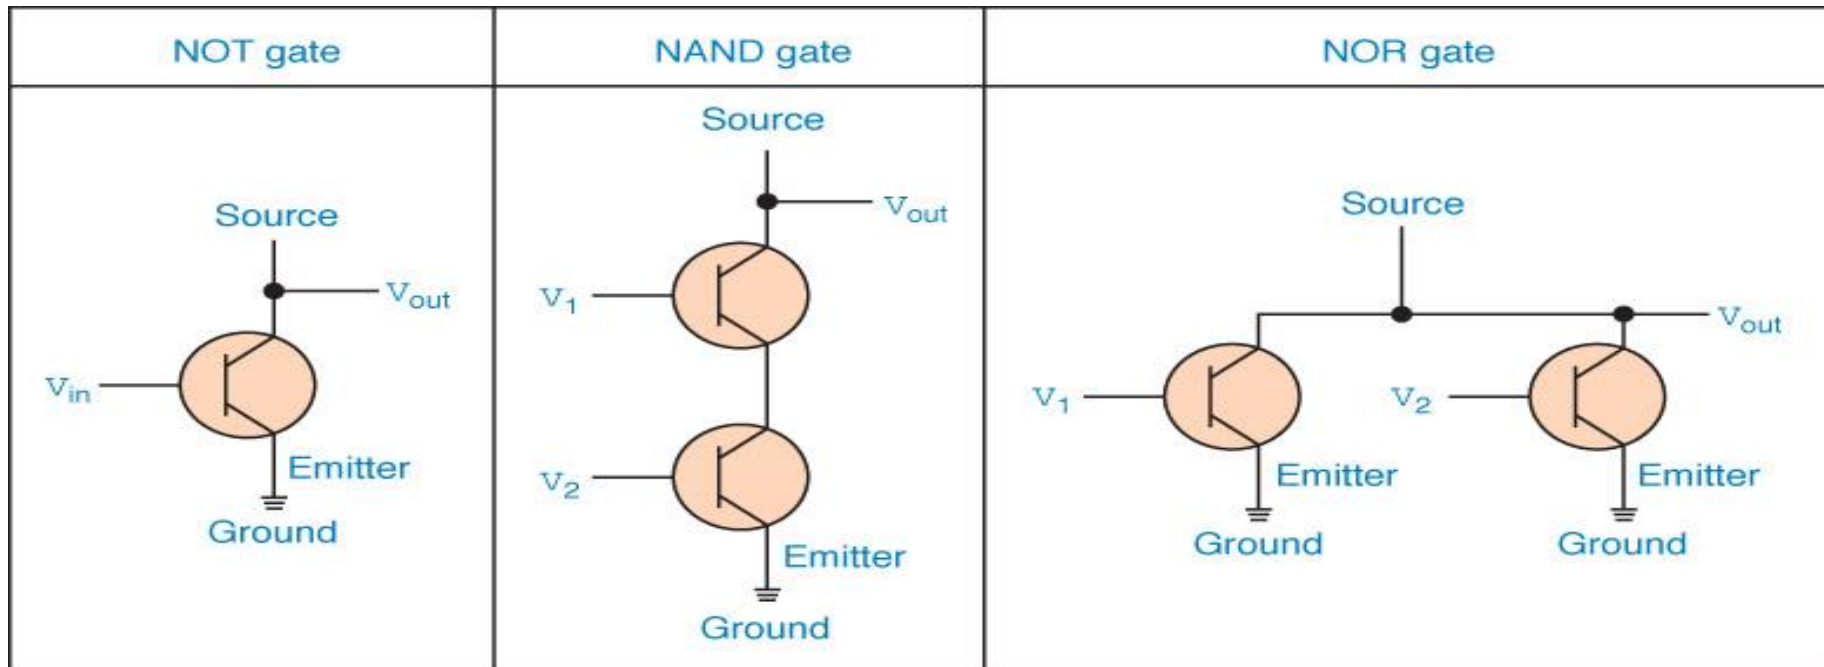 NOT gate
NAND gate
NOR gate
Source
Vout
Vin
Emitter
Ground
Source
Vout
V1
V2
Emitter
Ground
Source
Vout
V1
V2
Emitter
Emitter
Ground
Ground